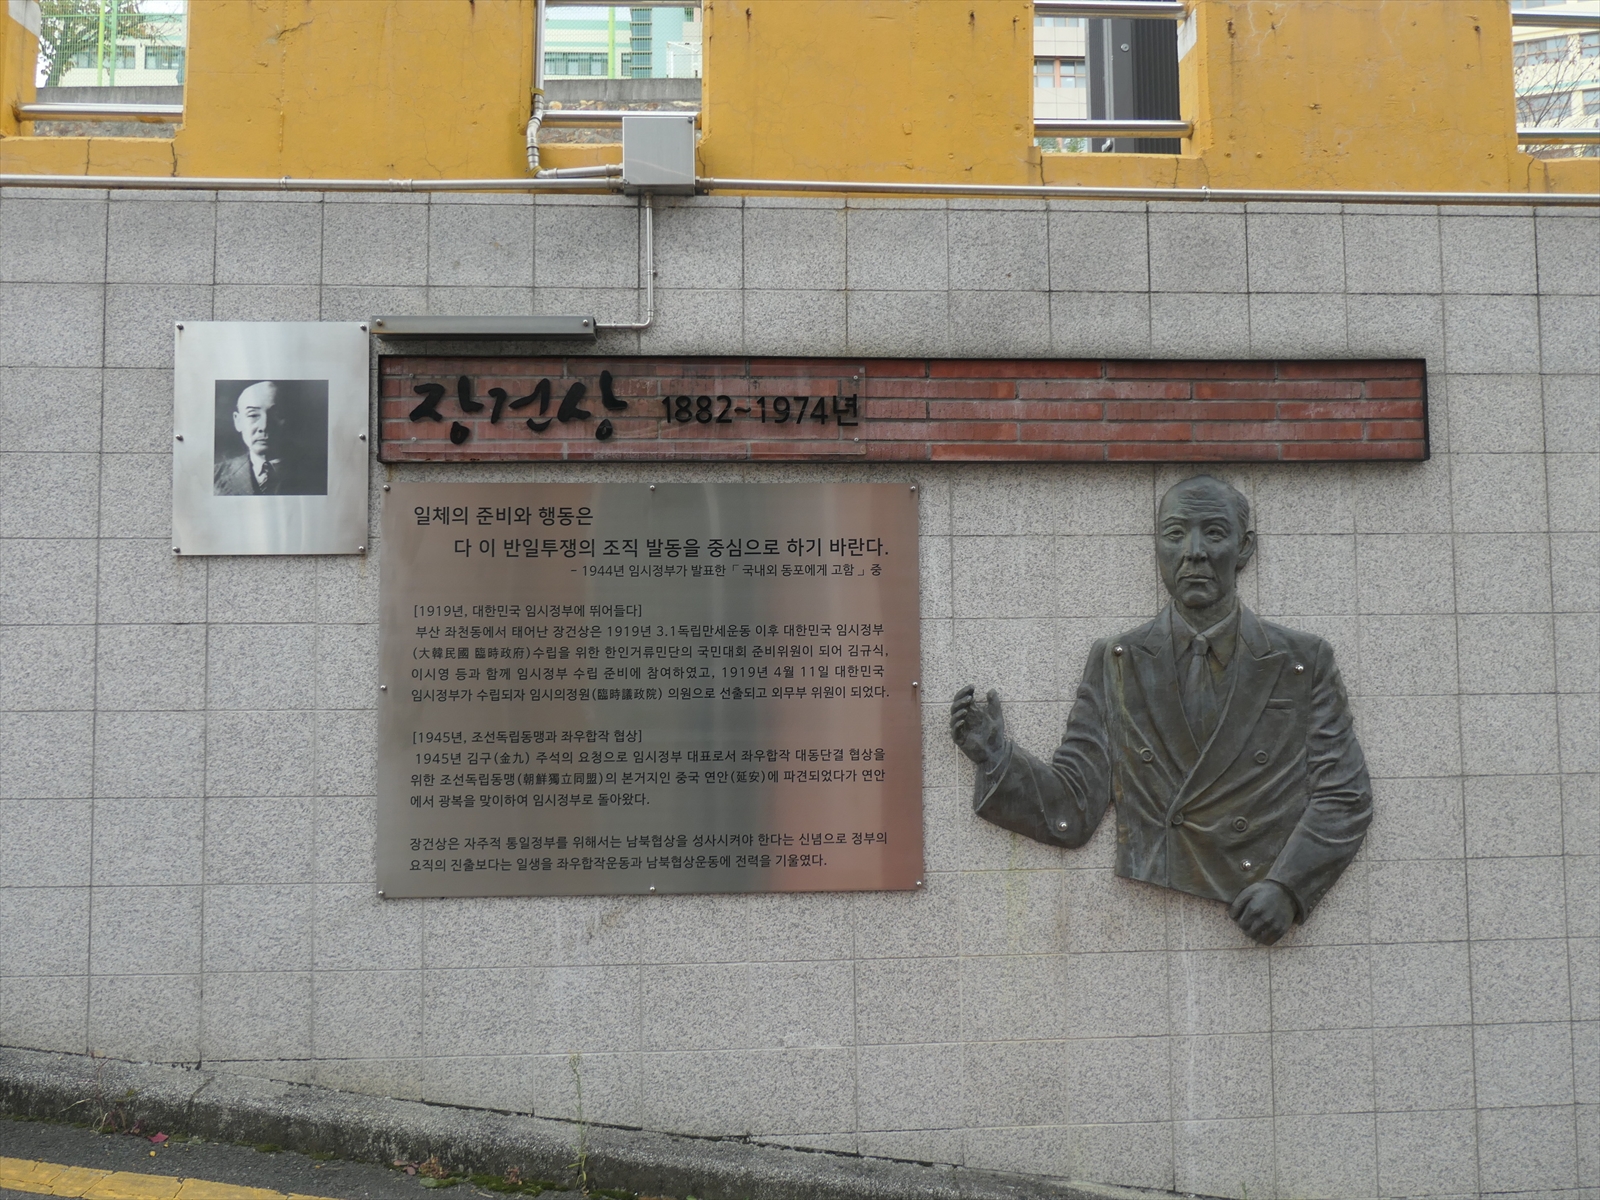 장건상 1882~1974년
일체의 준비와 행동은
다 이 반일투쟁의 조직 발동을 중심으로 하기 바란다.
- 1944년 임시정부가 발표한 「국내외 동포에게 고함」 중
[1919년, 대한민국 임시정부에 뛰어들다]
부산 좌천동에서 태어난 장건상은 1919년 3.1독립만세운동 이후 대한민국 임시정부
(大韓民國 臨時政府)수립을 위한 한인거류민단의 국민대회 준비위원이 되어 김규식,
이시영 등과 함께 임시정부 수립 준비에 참여하였고, 1919년 4월 11일 대한민국
임시정부가 수립되자 임시의정원(臨時議政院) 의원으로 선출되고 외무부 위원이 되었다.
[1945년, 조선독립동맹과 좌우합작 협상]
1945년 김구(金九) 주석의 요청으로 임시정부 대표로서 좌우합작 대동단결 협상을
위한 조선독립동맹(朝鮮獨立同盟)의 본거지인 중국 연안(延安)에 파견되었다가 연안
에서 광복을 맞이하여 임시정부로 돌아왔다.
장건상은 자주적 통일정부를 위해서는 남북협상을 성사시켜야 한다는 신념으로 정부의
요직의 진출보다는 일생을 좌우합작운동과 남북협상운동에 전력을 기울였다.